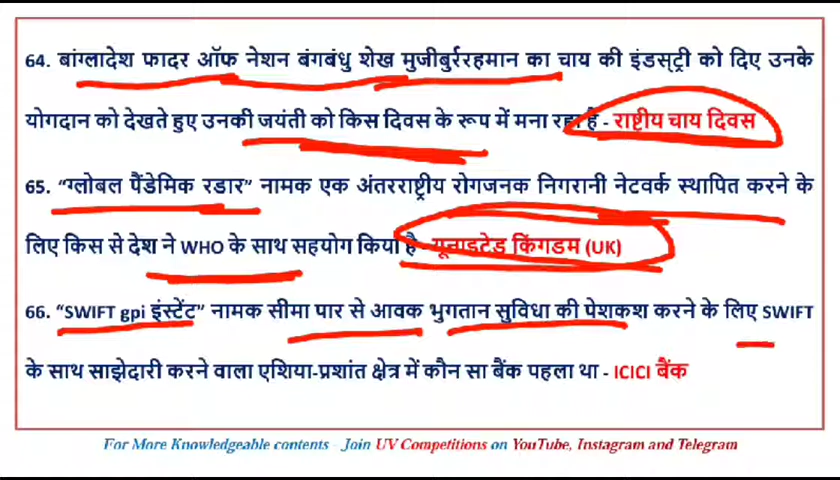 64. बांग्लादेश फादर ऑफ नेशन बंगबंधु शेख मुजीबुर्ररहमान का चाय की इंडस्ट्री को दिए उनके
योगदान को देखते हुए उनकी जयंती को किस दिवस के रूप में मना रहा है - राष्ट्रीय चाय दिवस
65. “ग्लोबल पैंडेमिक रडार” नामक एक अंतरराष्ट्रीय रोगजनक निगरानी नेटवर्क स्थापित करने के
लिए किस से देश ने WHO के साथ सहयोग किया है - यूनाइटेड किंगडम (UK)
66. “SWIFT gpi इंस्टेंट” नामक सीमा पार से आवक भुगतान सुविधा की पेशकश करने के लिए SWIFT
के साथ साझेदारी करने वाला एशिया-प्रशांत क्षेत्र में कौन सा बैंक पहला था - ICICI बैंक
For More Knowledgeable contents - Join UV Competitions on YouTube, Instagram and Telegram